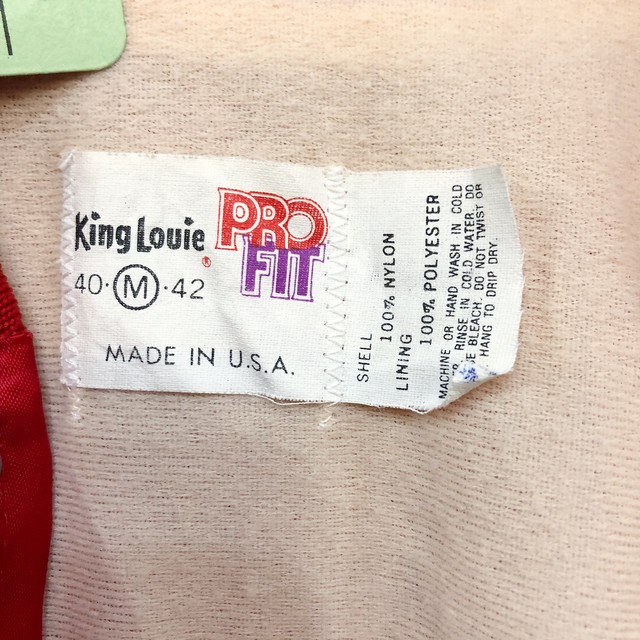 King Louie ®
PRO
FIT
40·M·42
MADE IN U.S.A.
SHELL
100% NYLON
LINING
100% POLYESTER
MACHINE OR HAND WASH IN COLD
RINSE IN COLD WATER. DO
BLEACH. DO NOT TWIST OR
HANG TO DRIP DRY.